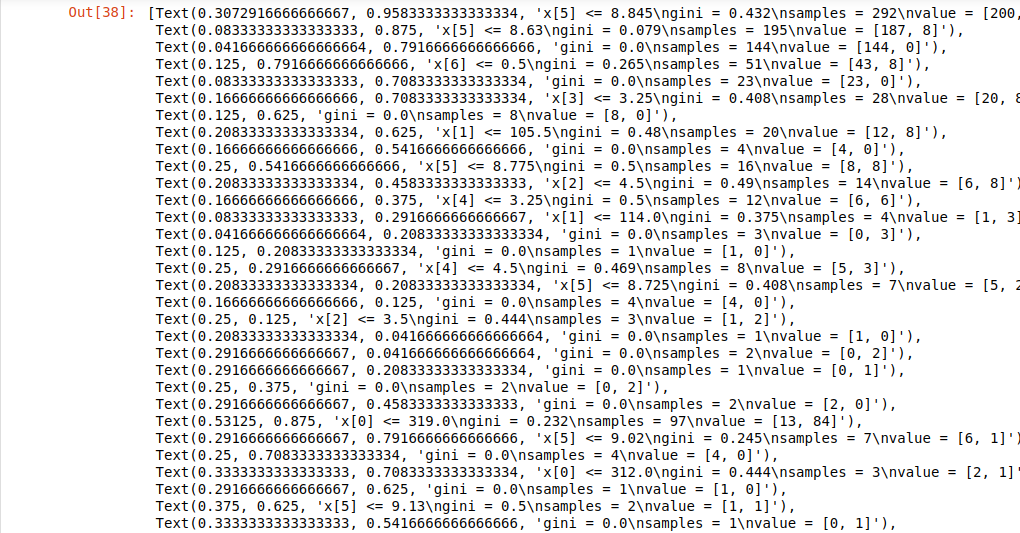 Out[38]: [Text(0.3072916666666667, 0.9583333333333334, 'x[5] <= 8.845\ngini = 0.432\nsamples = 292\nvalue = [200,
Text(0.08333333333333333, 0.875, 'x[5] <= 8.63\ngini = 0.079\nsamples = 195\nvalue = [187, 8]'),
Text(0.041666666666666664, 0.7916666666666666, 'gini = 0.0\nsamples = 144\nvalue = [144, 0]'),
Text(0.125, 0.7916666666666666, 'x[6] <= 0.5\ngini = 0.265\nsamples = 51\nvalue = [43, 8]'),
Text(0.08333333333333333, 0.7083333333333334, 'gini = 0.0\nsamples = 23\nvalue = [23, 0]'),
Text(0.16666666666666666, 0.7083333333333334, 'x[3] <= 3.25\ngini = 0.408\nsamples = 28\nvalue = [20, 8
Text(0.125, 0.625, 'gini = 0.0\nsamples = 8\nvalue = [8, 0]'),
Text(0.20833333333333334, 0.625, 'x[1] <= 105.5\ngini = 0.48\nsamples = 20\nvalue = [12, 8]'),
Text(0.16666666666666666, 0.5416666666666666, 'gini = 0.0\nsamples = 4\nvalue = [4, 0]'),
Text(0.25, 0.5416666666666666, 'x[5] <= 8.775\ngini = 0.5\nsamples = 16\nvalue = [8, 8]'),
Text(0.20833333333333334, 0.4583333333333333, 'x[2] <= 4.5\ngini = 0.49\nsamples = 14\nvalue = [6, 8]')
Text(0.16666666666666666, 0.375, 'x[4] <= 3.25\ngini = 0.5\nsamples = 12\nvalue = [6, 6]'),
Text(0.08333333333333333, 0.2916666666666667, 'x[1] <= 114.0\ngini = 0.375\nsamples = 4\nvalue = [1, 3]
Text(0.041666666666666664, 0.20833333333333334, 'gini = 0.0\nsamples = 3\nvalue = [0, 3]'),
Text(0.125, 0.20833333333333334, 'gini = 0.0\nsamples = 1\nvalue = [1, 0]'),
Text(0.25, 0.2916666666666667, 'x[4] <= 4.5\ngini = 0.469\nsamples = 8\nvalue = [5, 3]'),
Text(0.20833333333333334, 0.20833333333333334, 'x[5] <= 8.725\ngini = 0.408\nsamples = 7\nvalue = [5, 2
Text(0.16666666666666666, 0.125, 'gini = 0.0\nsamples = 4\nvalue = [4, 0]'),
Text(0.25, 0.125, 'x[2] <= 3.5\ngini = 0.444\nsamples = 3\nvalue = [1, 2]'),
Text(0.20833333333333334, 0.041666666666666664, 'gini = 0.0\nsamples = 1\nvalue = [1, 0]'),
Text(0.2916666666666667, 0.041666666666666664, 'gini = 0.0\nsamples = 2\nvalue = [0, 2]'),
Text(0.2916666666666667, 0.20833333333333334, 'gini = 0.0\nsamples = 1\nvalue = [0, 1]'),
Text(0.25, 0.375, 'gini = 0.0\nsamples = 2\nvalue = [0, 2]'),
Text(0.2916666666666667, 0.4583333333333333, 'gini = 0.0\nsamples = 2\nvalue = [2, 0]'),
Text(0.53125, 0.875, 'x[0] <= 319.0\ngini = 0.232\nsamples = 97\nvalue = [13, 84]'),
Text(0.2916666666666667, 0.7916666666666666, 'x[5] <= 9.02\ngini = 0.245\nsamples = 7\nvalue = [6, 1]')
Text(0.25, 0.7083333333333334, 'gini = 0.0\nsamples = 4\nvalue = [4, 0]'),
Text(0.3333333333333333, 0.7083333333333334, 'x[0] <= 312.0\ngini = 0.444\nsamples = 3\nvalue = [2, 1]'
Text(0.2916666666666667, 0.625, 'gini = 0.0\nsamples = 1\nvalue = [1, 0]'),
Text(0.375, 0.625, 'x[5] <= 9.13\ngini = 0.5\nsamples = 2\nvalue = [1, 1]'),
Text(0.3333333333333333, 0.5416666666666666, 'gini = 0.0\nsamples = 1\nvalue = [0, 1]'),